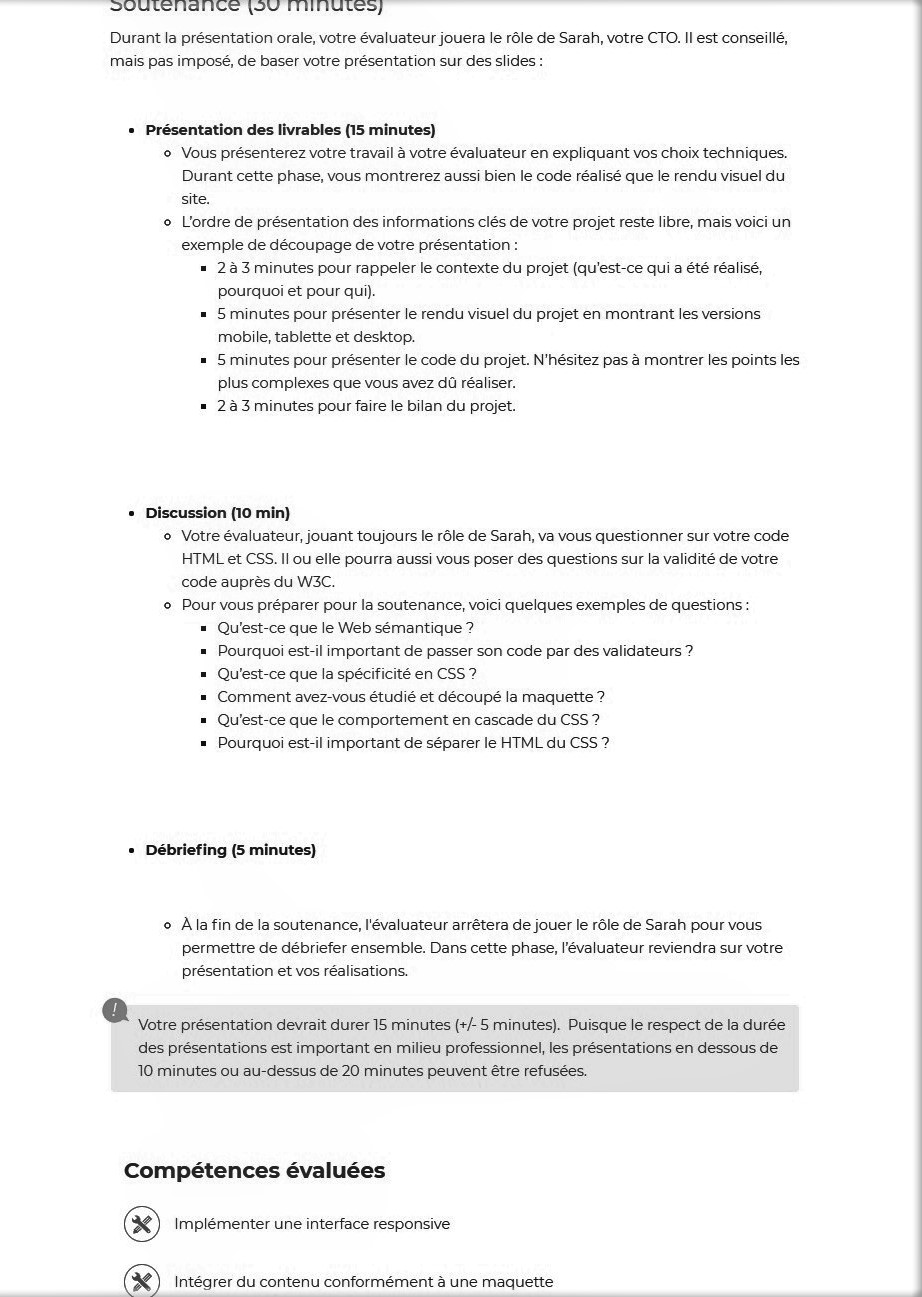 Soutenance (30 minutes)
Durant la présentation orale, votre évaluateur jouera le rôle de Sarah, votre CTO. Il est conseillé,
mais pas imposé, de baser votre présentation sur des slides :
• Présentation des livrables (15 minutes)
Vous présenterez votre travail à votre évaluateur en expliquant vos choix techniques.
Durant cette phase, vous montrerez aussi bien le code réalisé que le rendu visuel du
site.
L’ordre de présentation des informations clés de votre projet reste libre, mais voici un
exemple de découpage de votre présentation :
2 à 3 minutes pour rappeler le contexte du projet (qu’est-ce qui a été réalisé,
pourquoi et pour qui).
5 minutes pour présenter le rendu visuel du projet en montrant les versions
mobile, tablette et desktop.
5 minutes pour présenter le code du projet. N’hésitez pas à montrer les points les
plus complexes que vous avez dû réaliser.
2 à 3 minutes pour faire le bilan du projet.
• Discussion (10 min)
Votre évaluateur, jouant toujours le rôle de Sarah, va vous questionner sur votre code
HTML et CSS. Il ou elle pourra aussi vous poser des questions sur la validité de votre
code auprès du W3C.
Pour vous préparer pour la soutenance, voici quelques exemples de questions :
Qu’est-ce que le Web sémantique ?
Pourquoi est-il important de passer son code par des validateurs ?
Qu’est-ce que la spécificité en CSS ?
Comment avez-vous étudié et découpé la maquette ?
Qu’est-ce que le comportement en cascade du CSS ?
Pourquoi est-il important de séparer le HTML du CSS ?
• Débriefing (5 minutes)
À la fin de la soutenance, l'évaluateur arrêtera de jouer le rôle de Sarah pour vous
permettre de débriefer ensemble. Dans cette phase, l’évaluateur reviendra sur votre
présentation et vos réalisations.
!
Votre présentation devrait durer 15 minutes (+/- 5 minutes). Puisque le respect de la durée
des présentations est important en milieu professionnel, les présentations en dessous de
10 minutes ou au-dessus de 20 minutes peuvent être refusées.
Compétences évaluées
Implémenter une interface responsive
Intégrer du contenu conformément à une maquette